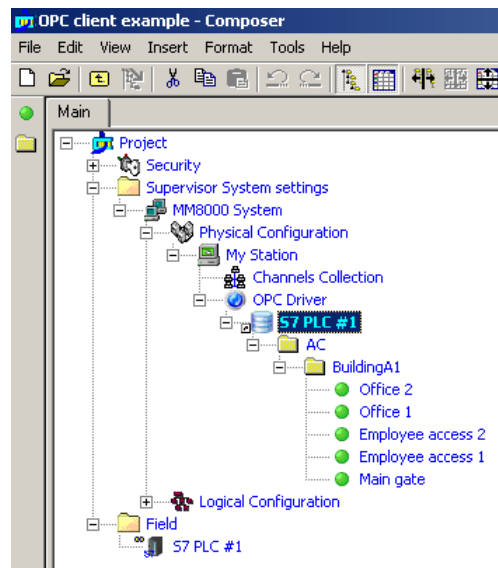 OPC client example - Composer
File Edit View Insert Format Tools Help
Main
Project
Security
Supervisor System settings
MM8000 System
Physical Configuration
My Station
Channels Collection
OPC Driver
S7 PLC #1
AC
BuildingA1
Office 2
Office 1
Employee access 2
Employee access 1
Main gate
Logical Configuration
Field
S7 PLC #1